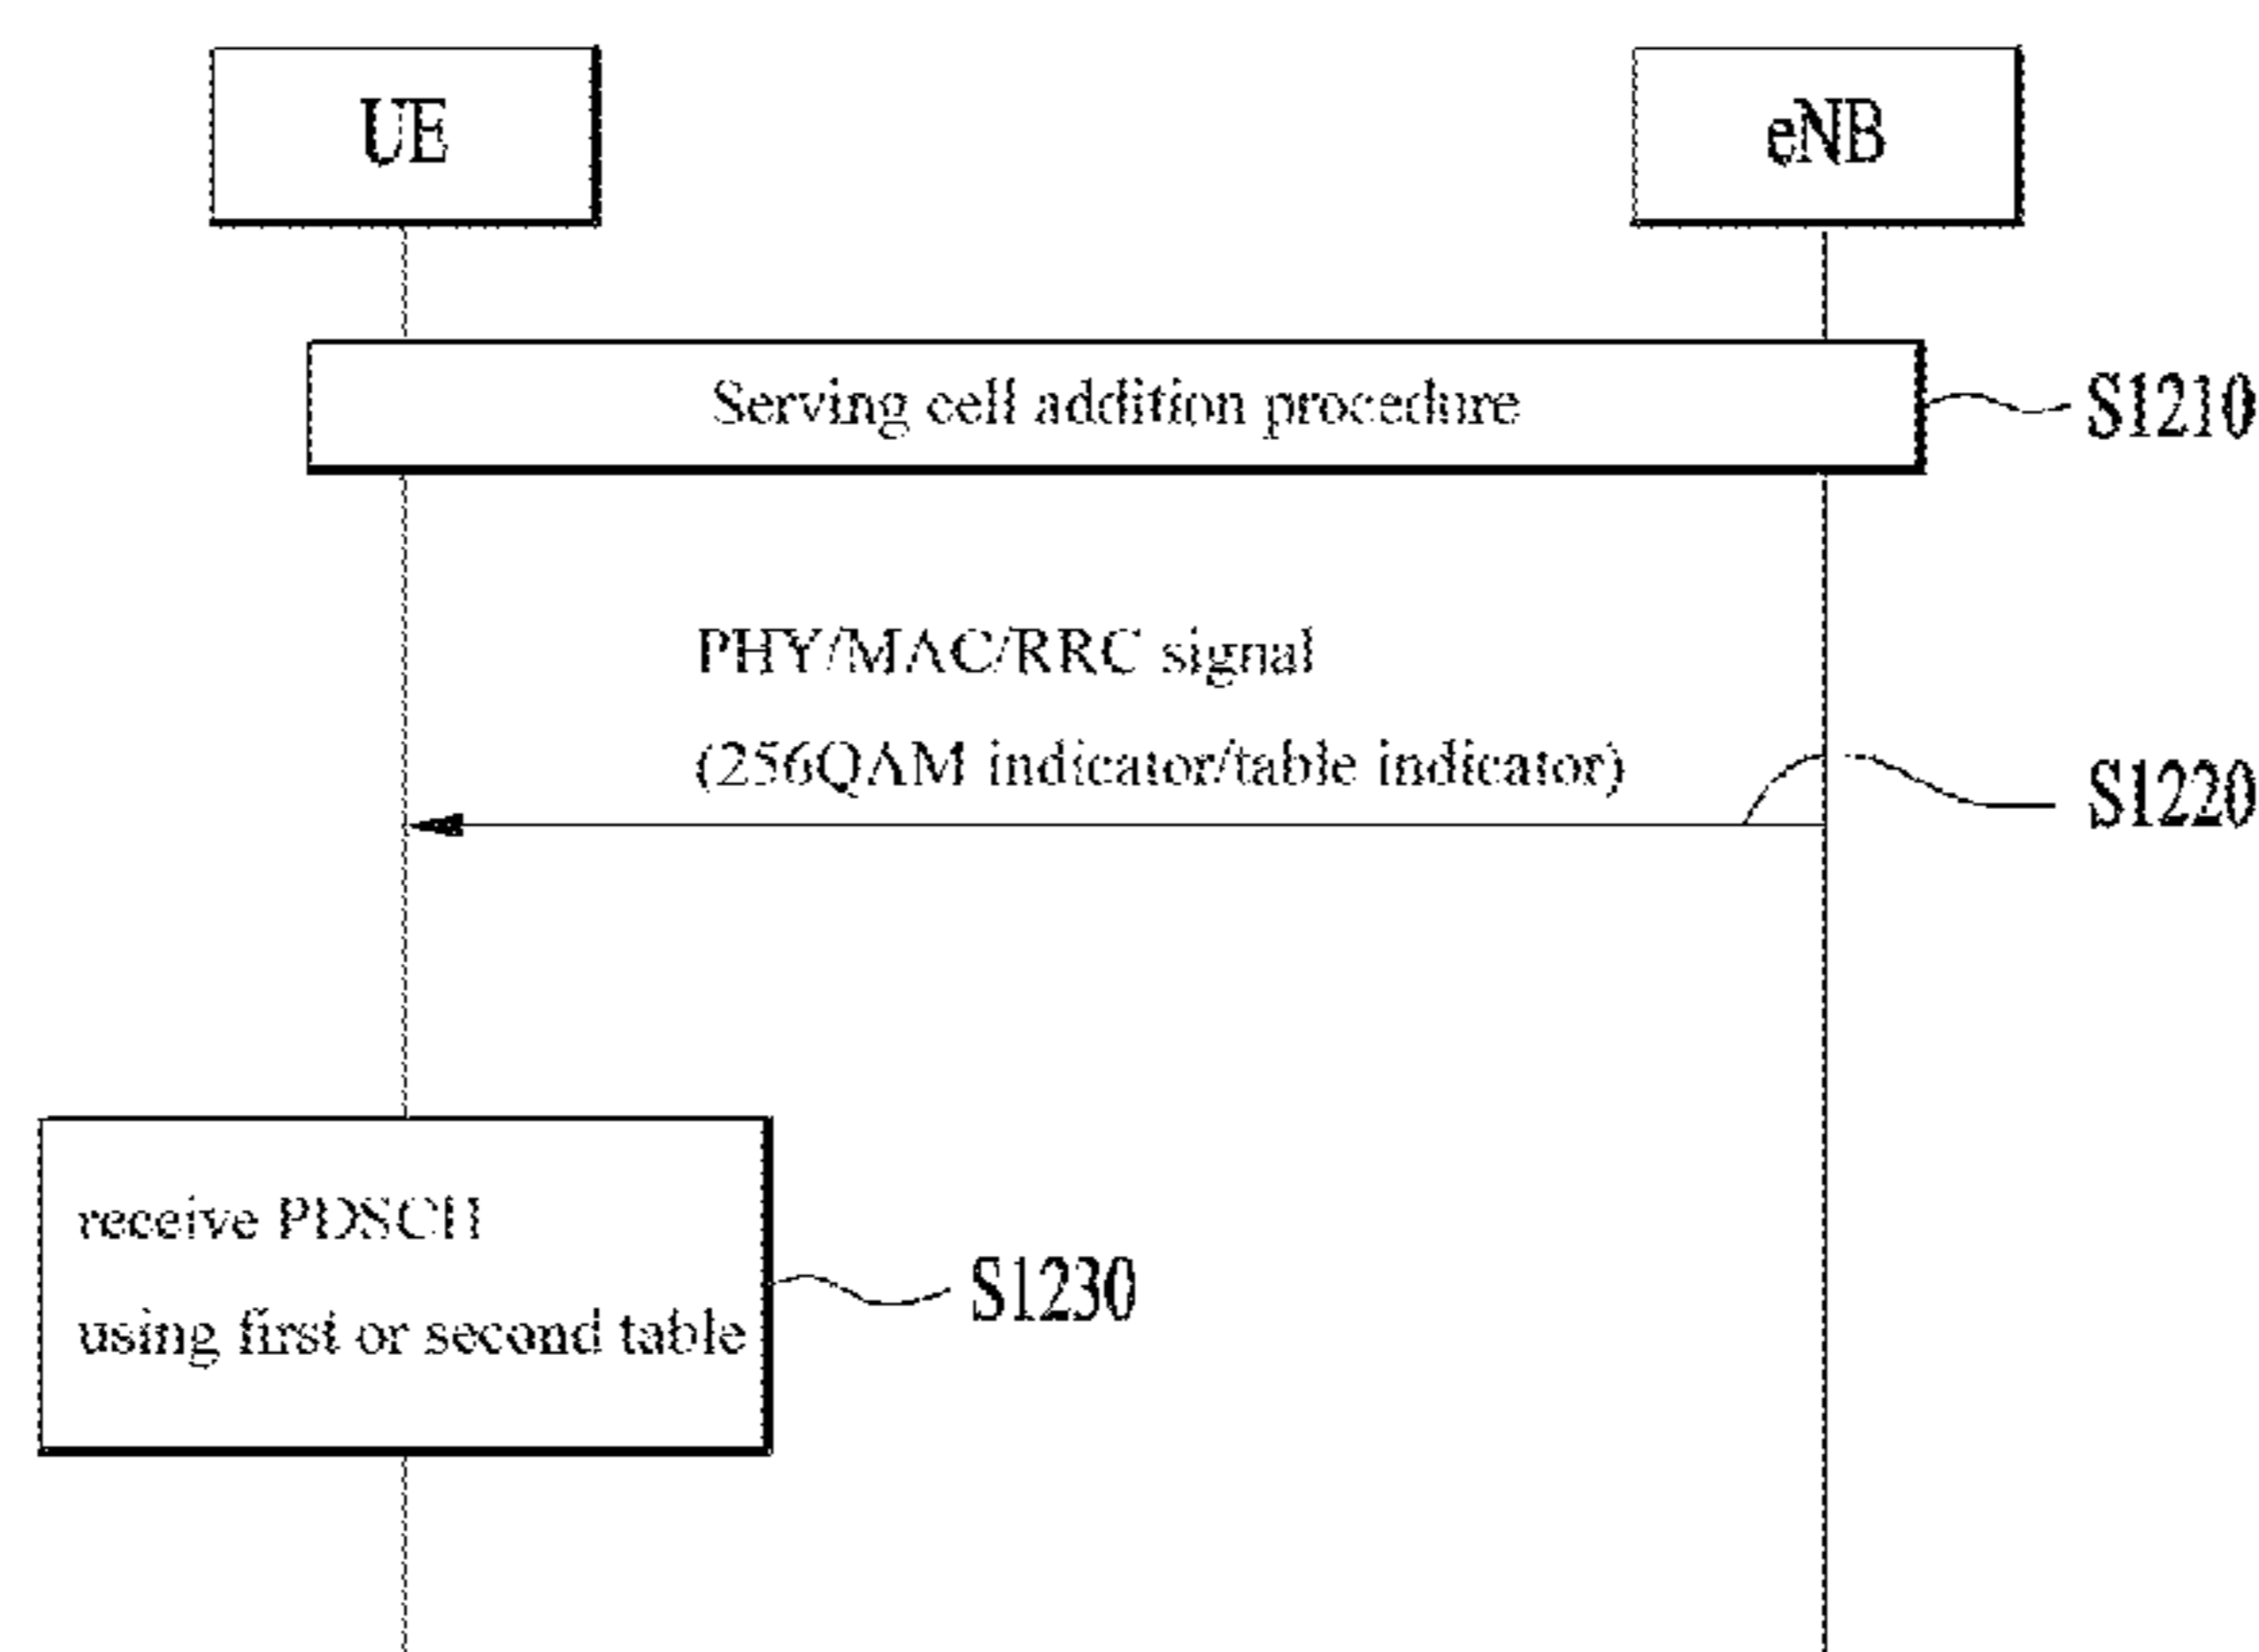 UE
eNB
Serving cell addition procedure
S1210
PHY/MAC/RRC signal
(256QAM indicator/table indicator)
S1220
receive PDSCH
using first or second table
S1230